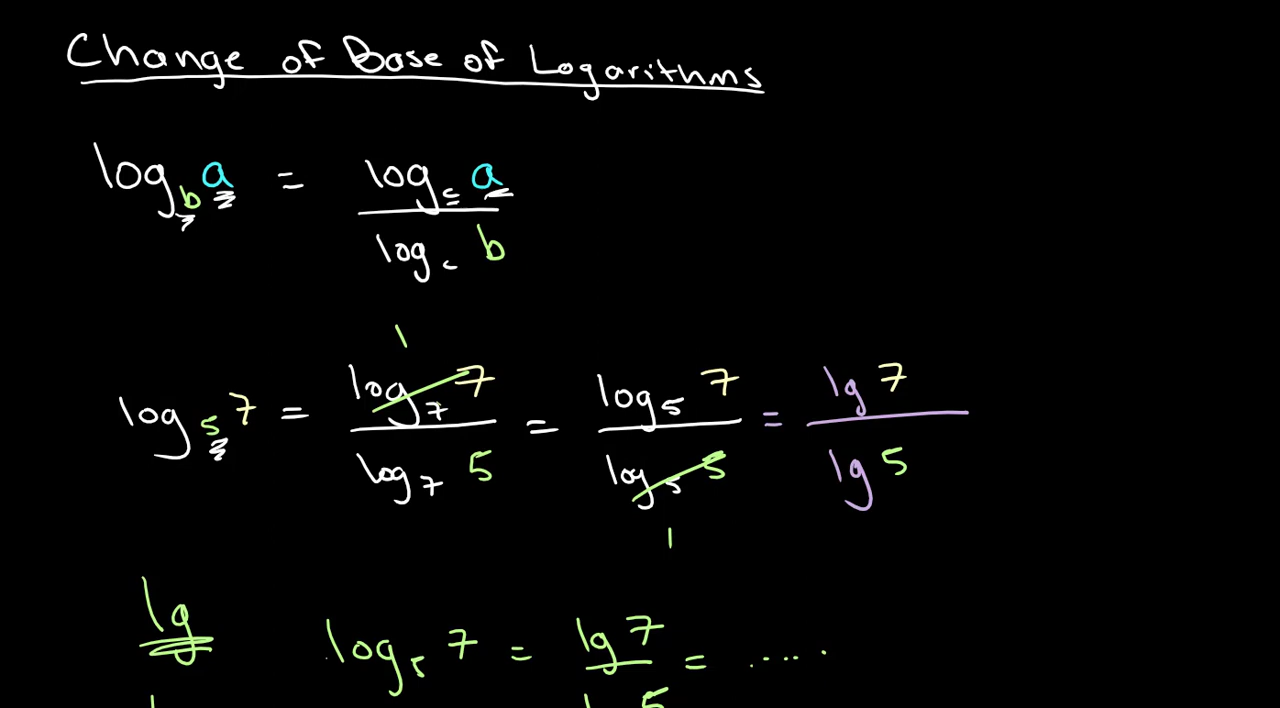 Change of Base of Logarithms
log_b a = log_c a / log_c b
1
log_5 7 = log_7 7 / log_7 5 = log_5 7 / log_5 5 = lg 7 / lg 5
1
lg log_5 7 = lg 7 / lg 5 = .....